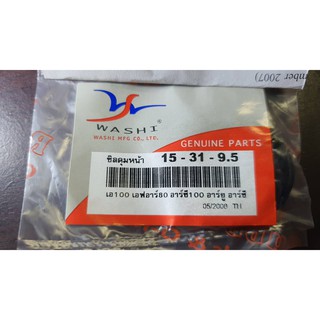 mber 2007)
WASHI®
WASHI MFG CO., LTD.
GENUINE PARTS
ซิลดุมหน้า 15 - 31 - 9.5
เอ100 เอฟอาร์80 อาร์ซี100 อาร์ยู อาร์ซี
05/2008 TH